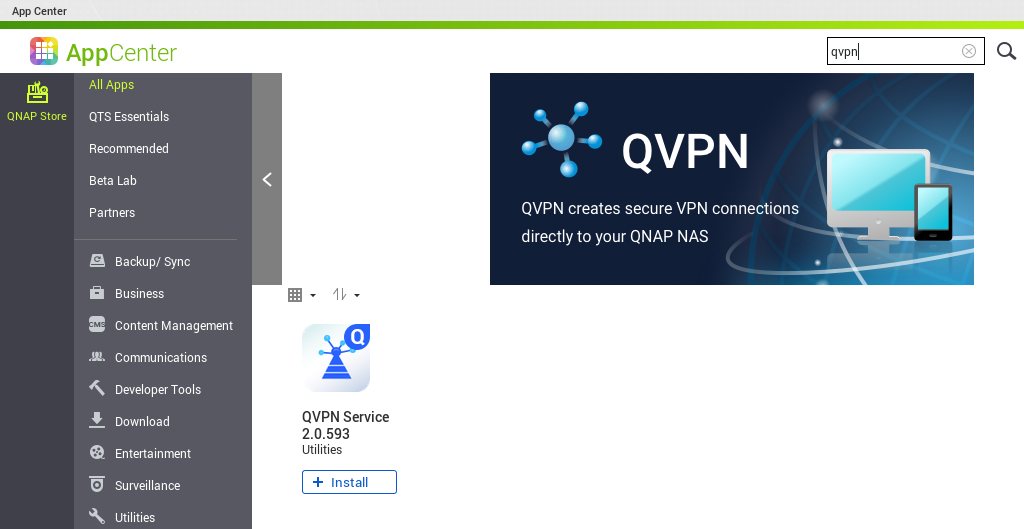 App Center
AppCenter
qvpn
QNAP Store
All Apps
QTS Essentials
Recommended
Beta Lab
Partners
Backup/ Sync
Business
CMS
Content Management
Communications
Developer Tools
Download
Entertainment
Surveillance
Utilities
QVPN
QVPN creates secure VPN connections
directly to your QNAP NAS
Q
QVPN Service
2.0.593
Utilities
+ Install